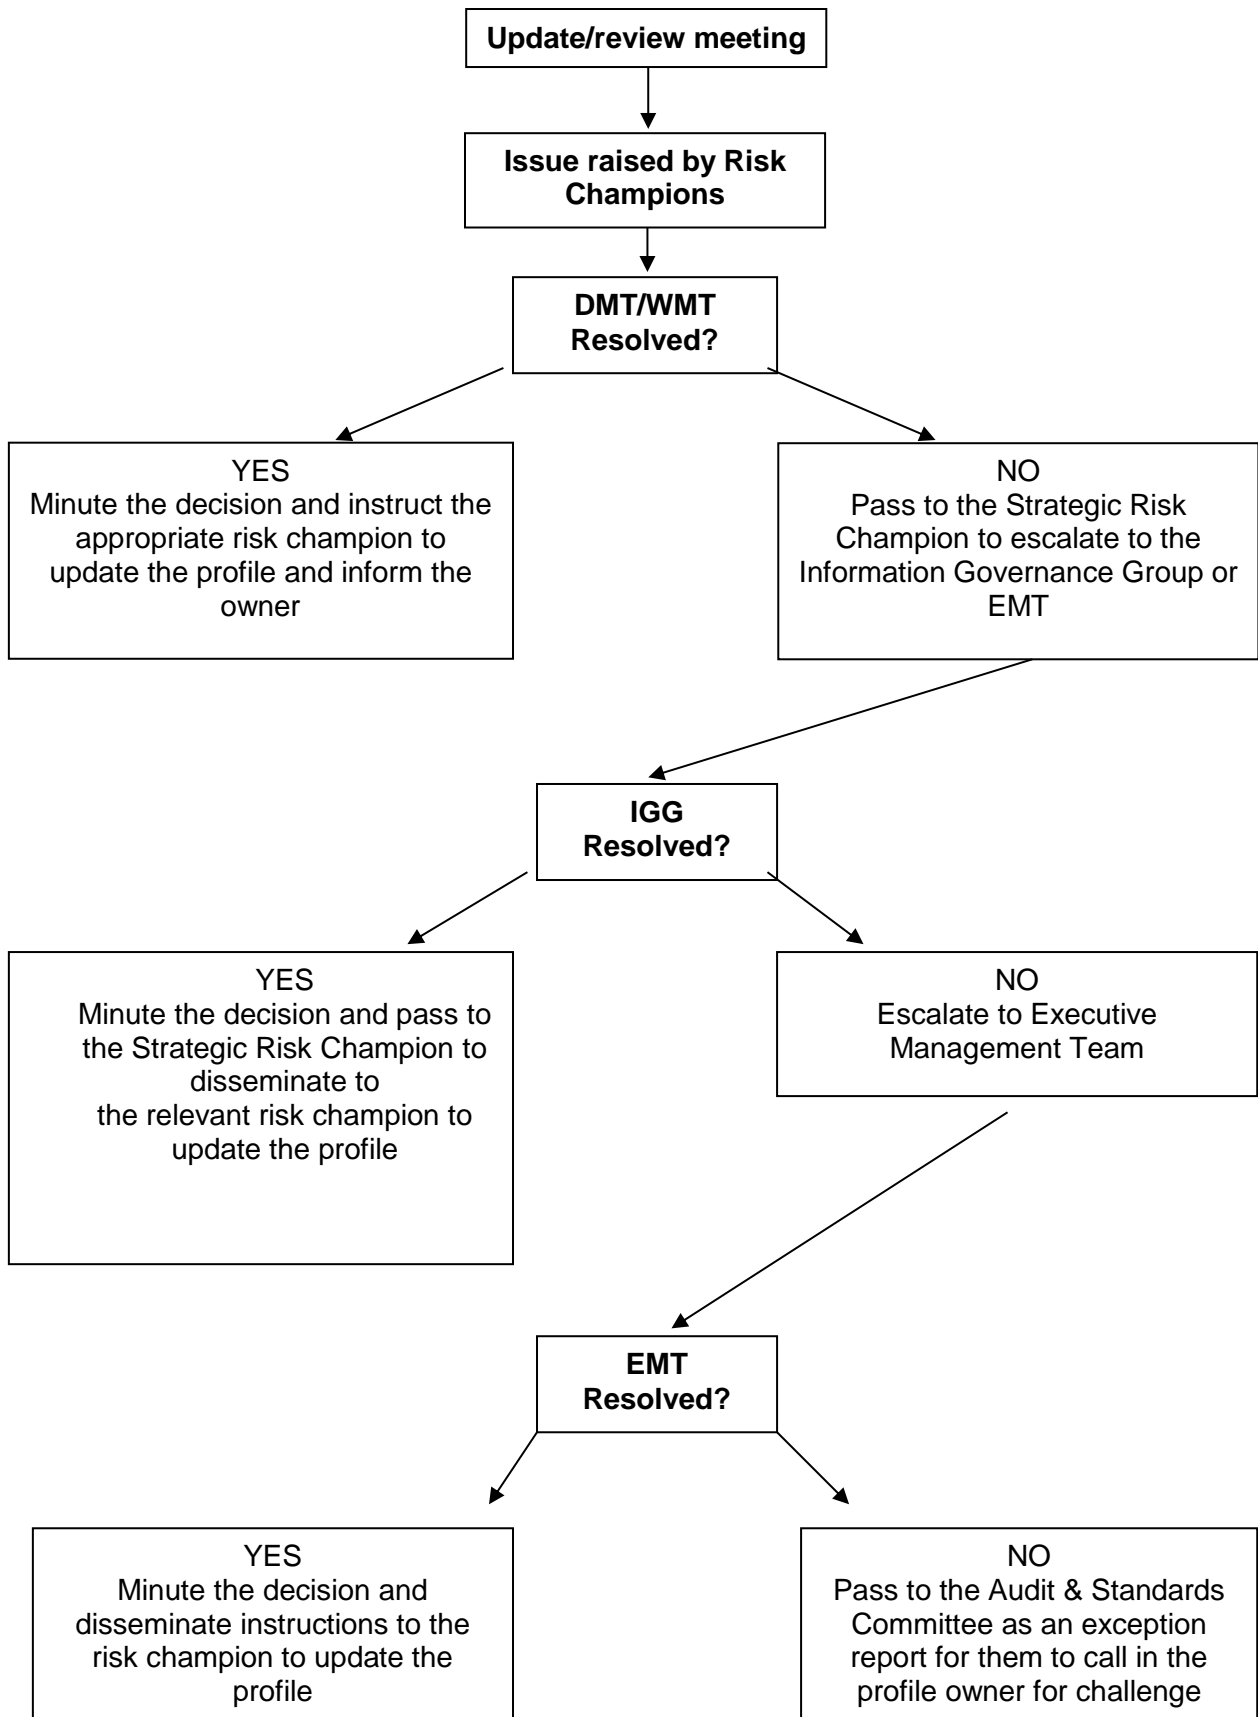 Update/review meeting
Issue raised by Risk
Champions
DMT/WMT
Resolved?
YES
Minute the decision and instruct the
appropriate risk champion to
update the profile and inform the
owner
NO
Pass to the Strategic Risk
Champion to escalate to the
Information Governance Group or
EMT
IGG
Resolved?
YES
Minute the decision and pass to
the Strategic Risk Champion to
disseminate to
the relevant risk champion to
update the profile
NO
Escalate to Executive
Management Team
EMT
Resolved?
YES
Minute the decision and
disseminate instructions to the
risk champion to update the
profile
NO
Pass to the Audit & Standards
Committee as an exception
report for them to call in the
profile owner for challenge